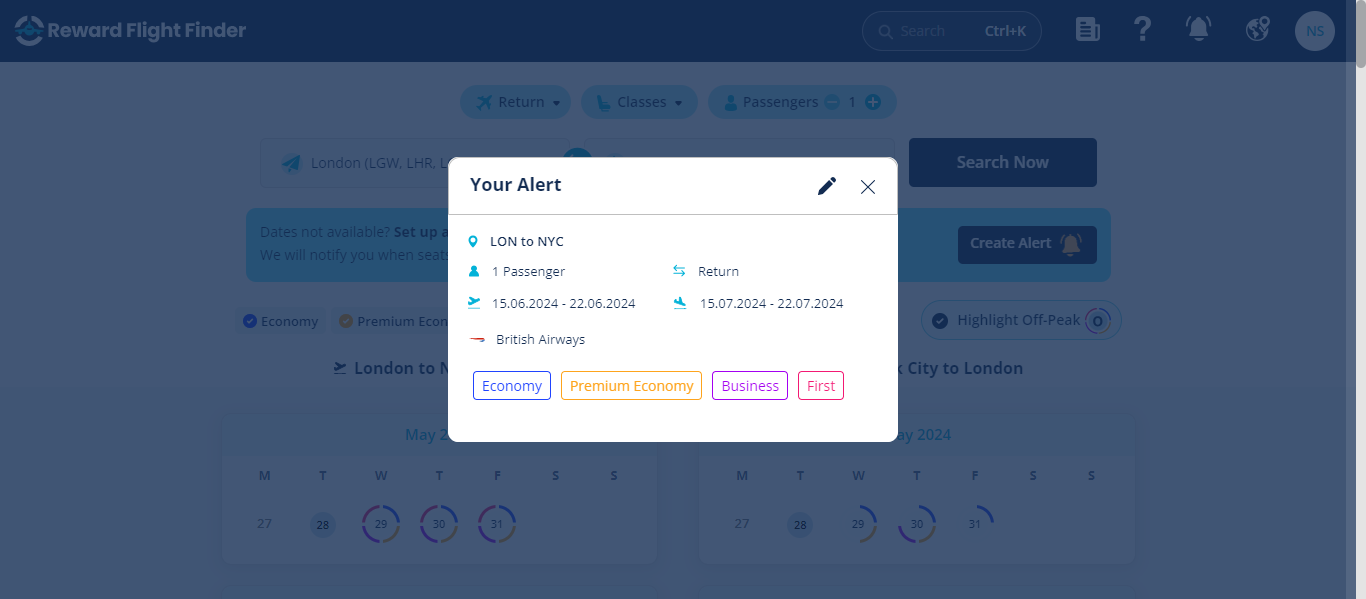 Reward Flight Finder
Search Ctrl+K
NS
Return
Classes
Passengers 1
London (LGW, LHR, L
Search Now
Dates not available? Set up a
We will notify you when seats
Create Alert
Your Alert
LON to NYC
1 Passenger Return
15.06.2024 - 22.06.2024 15.07.2024 - 22.07.2024
British Airways
Economy Premium Economy Business First
Economy Premium Econ
Highlight Off-Peak O
London to N
k City to London
May 2
ay 2024
M T W T F S S
M T W T F S S
27 28 29 30 31
27 28 29 30 31